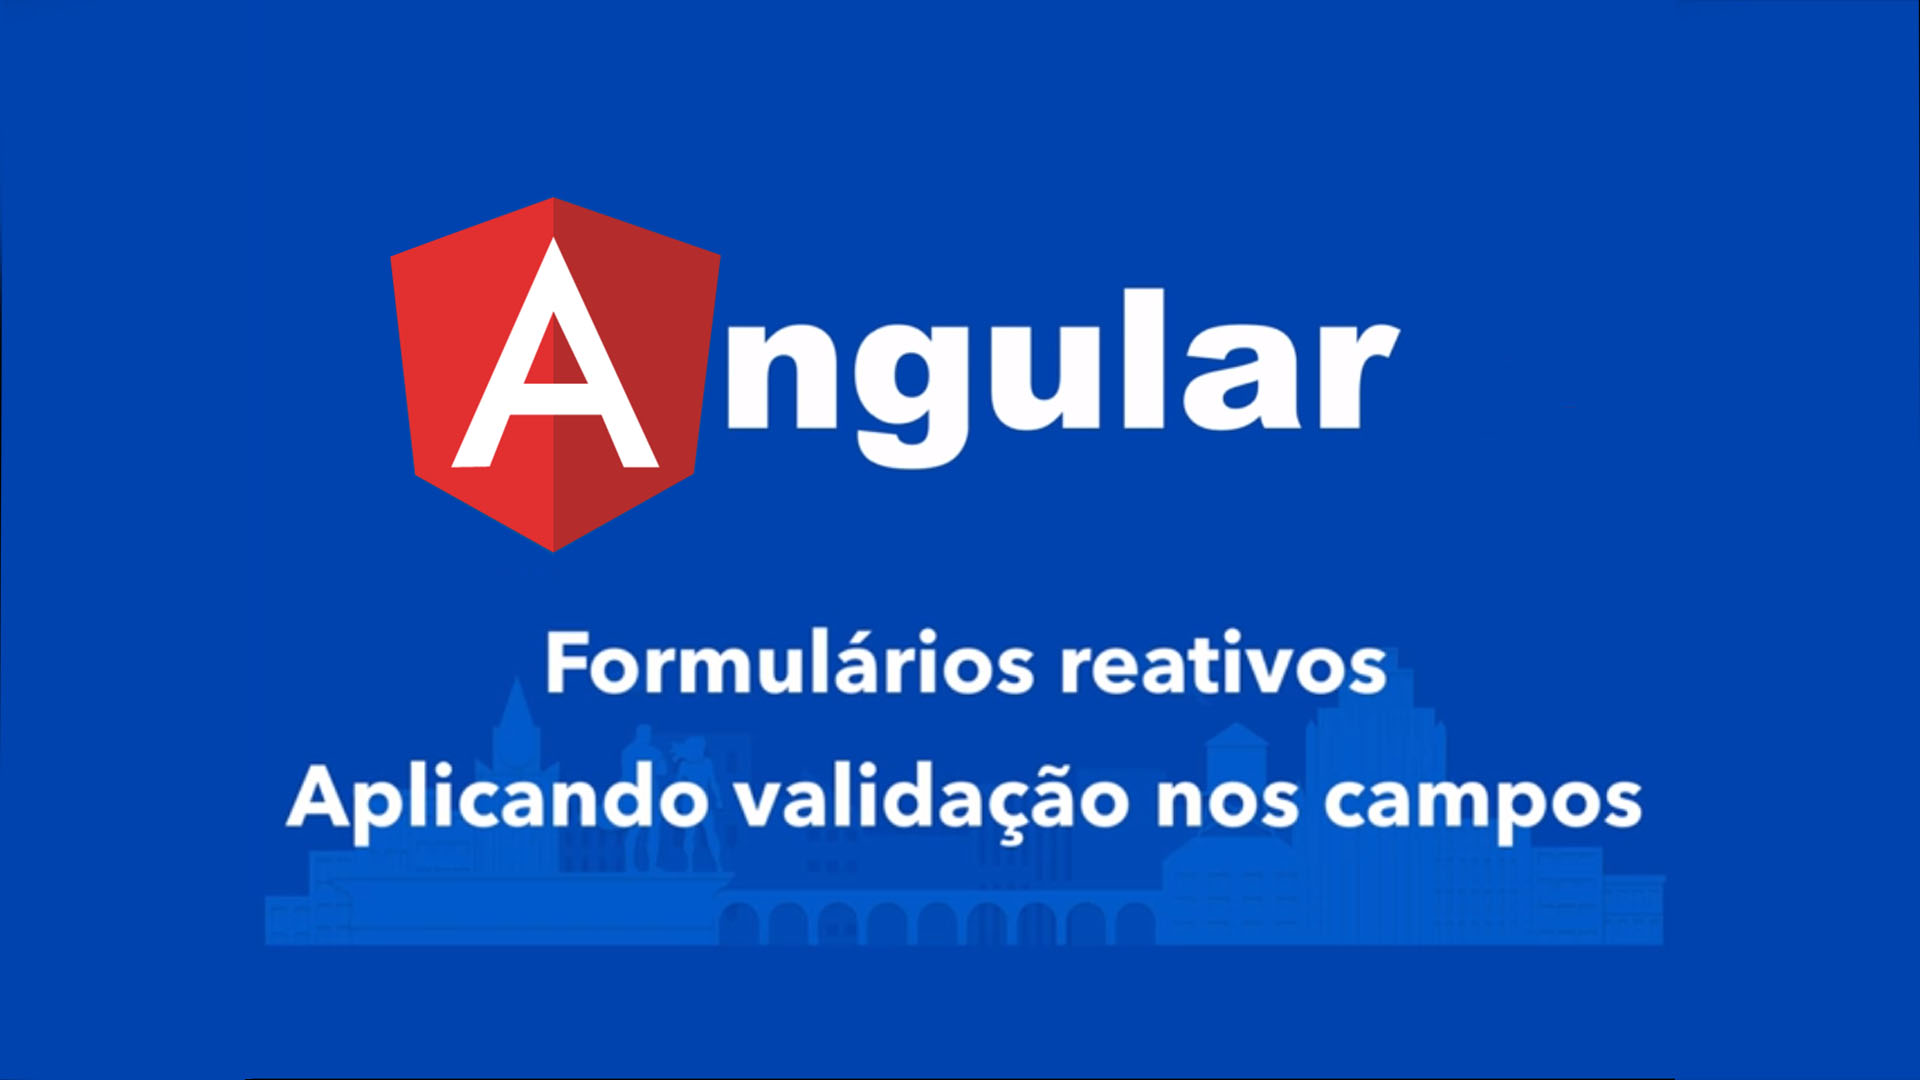 Angular
Formulários reativos
Aplicando validação nos campos